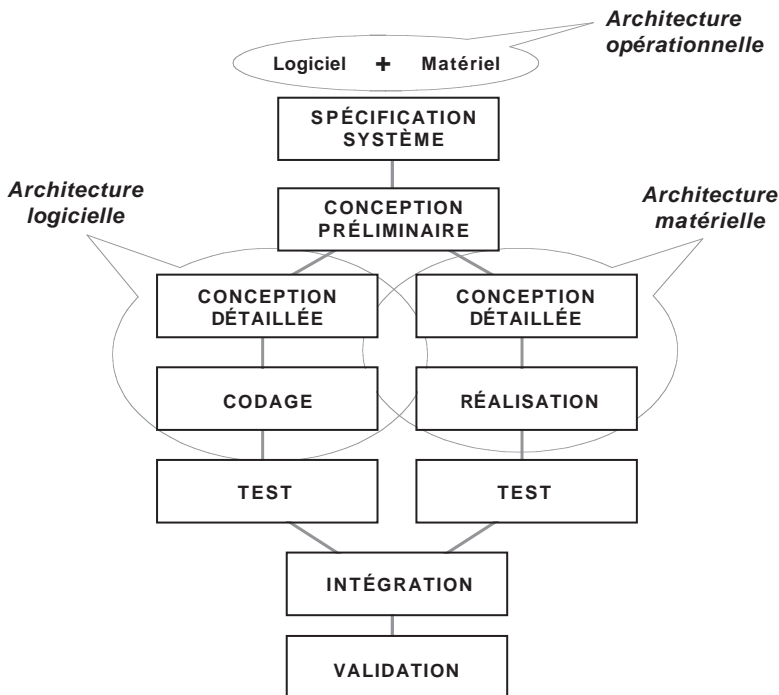 Architecture
opérationnelle
Logiciel + Matériel
SPÉCIFICATION
SYSTÈME
Architecture
logicielle
Architecture
matérielle
CONCEPTION
PRÉLIMINAIRE
CONCEPTION
DÉTAILLÉE
CONCEPTION
DÉTAILLÉE
CODAGE
RÉALISATION
TEST
TEST
INTÉGRATION
VALIDATION